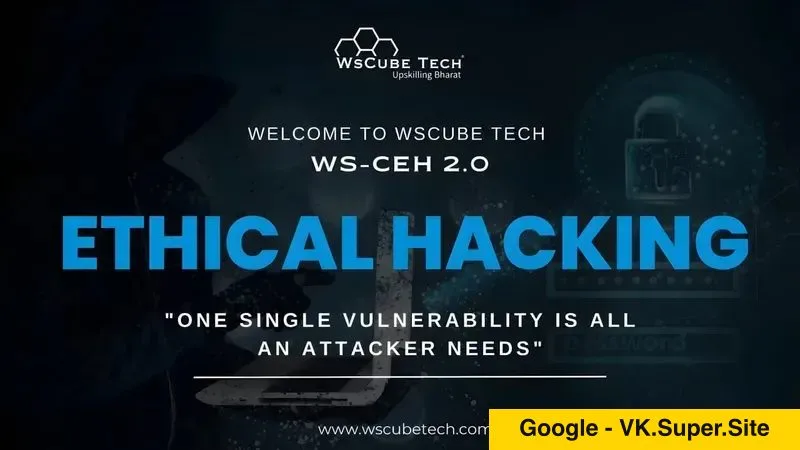 WsCube Tech
Upskilling Bharat
WELCOME TO WSCUBE TECH
WS-CEH 2.0
ETHICAL HACKING
"ONE SINGLE VULNERABILITY IS ALL
AN ATTACKER NEEDS"
www.wscubetech.com
Google - VK.Super.Site